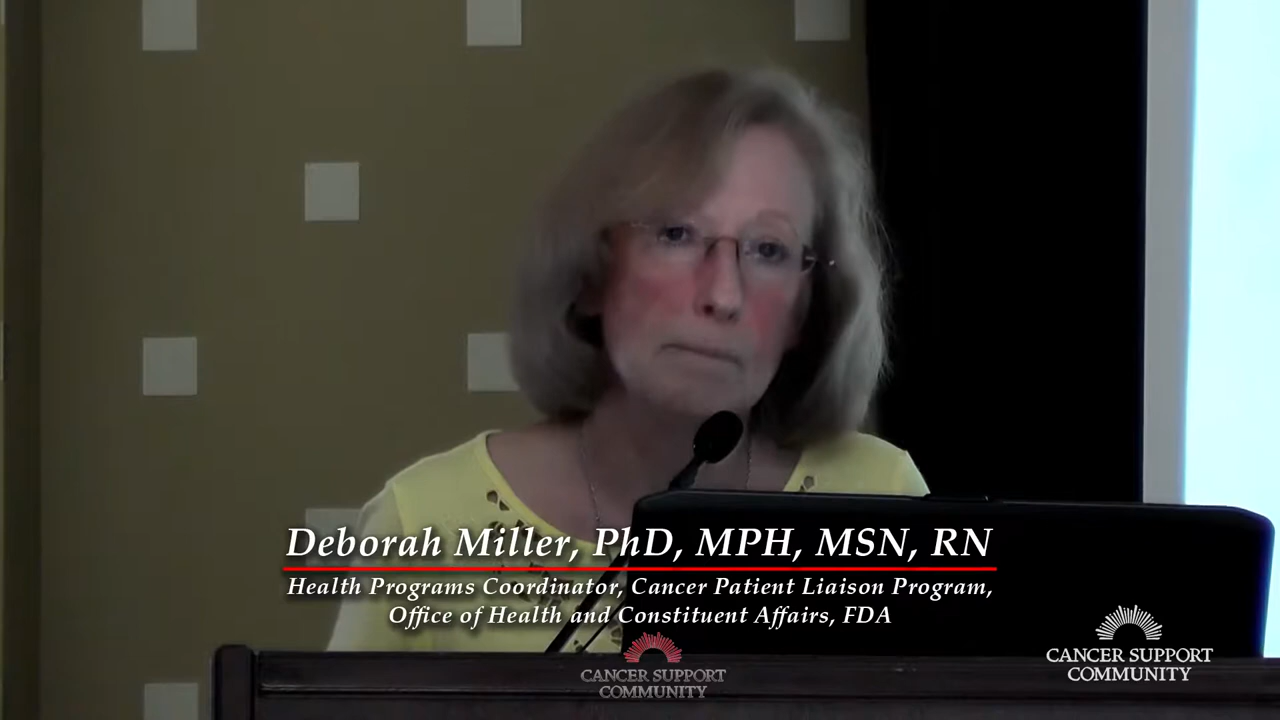 Deborah Miller, PhD, MPH, MSN, RN
Health Programs Coordinator, Cancer Patient Liaison Program,
Office of Health and Constituent Affairs, FDA
CANCER SUPPORT
COMMUNITY
CANCER SUPPORT
COMMUNITY